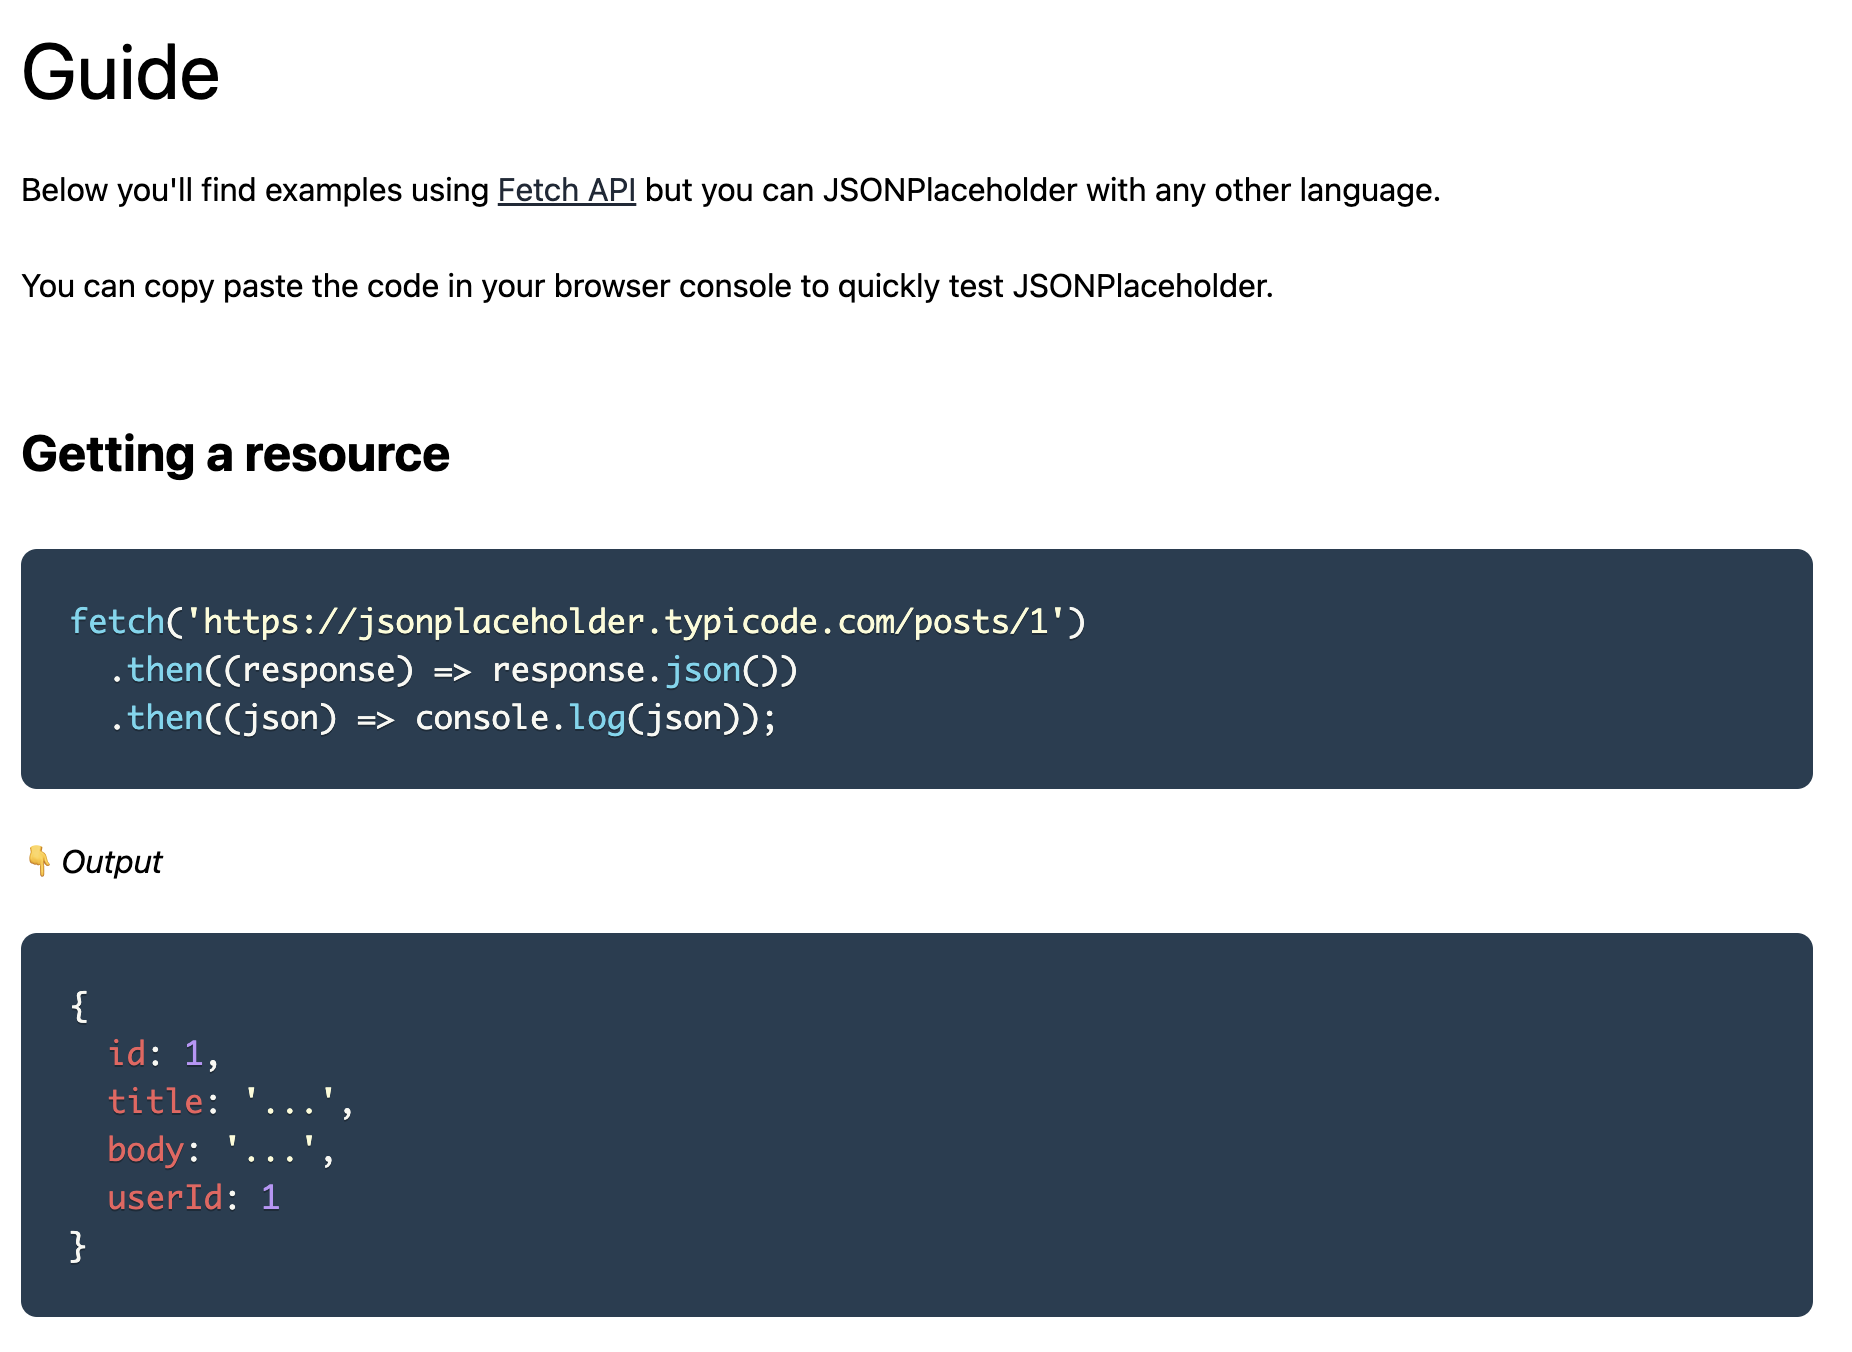 Guide
Below you'll find examples using Fetch API but you can JSONPlaceholder with any other language.
You can copy paste the code in your browser console to quickly test JSONPlaceholder.
Getting a resource
fetch('https://jsonplaceholder.typicode.com/posts/1')
  .then((response) => response.json())
  .then((json) => console.log(json));
👇 Output
{
  id: 1,
  title: '...',
  body: '...',
  userId: 1
}